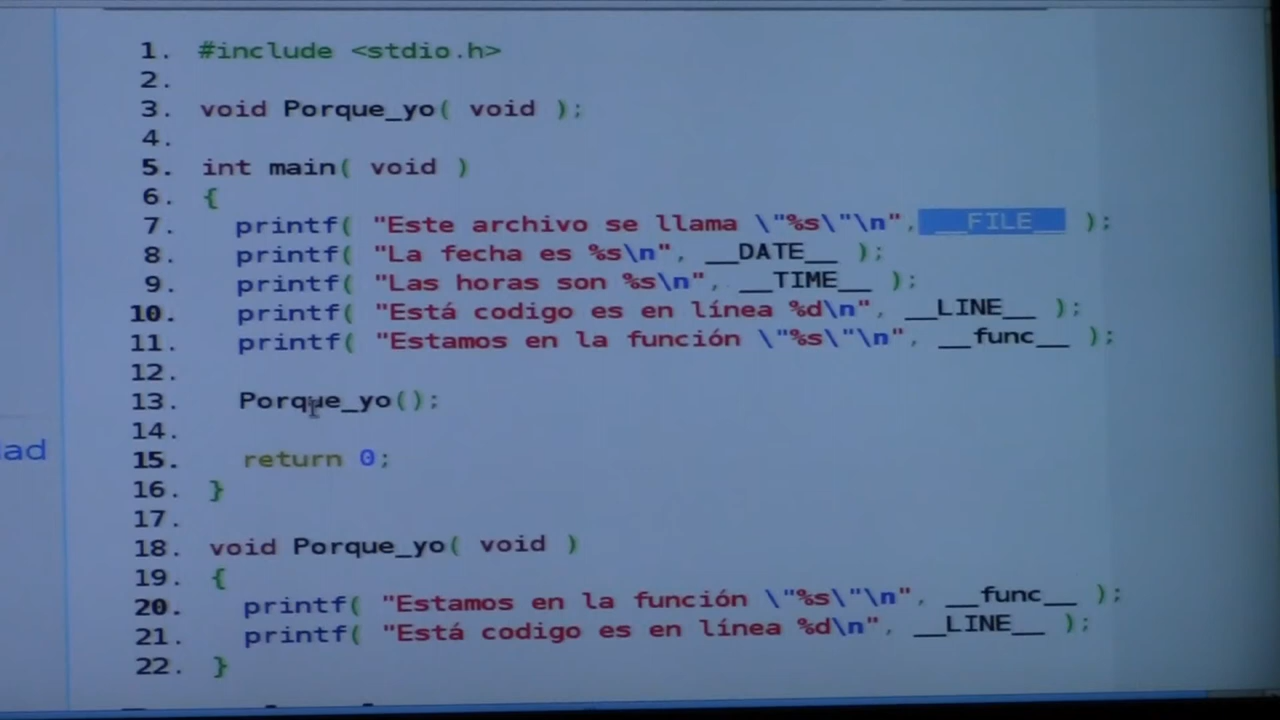 1. #include <stdio.h>
2.
3. void Porque_yo( void );
4.
5. int main( void )
6. {
7. printf( "Este archivo se llama \"%s\"\n", __FILE__ );
8. printf( "La fecha es %s\n", __DATE__ );
9. printf( "Las horas son %s\n", __TIME__ );
10. printf( "Está codigo es en línea %d\n", __LINE__ );
11. printf( "Estamos en la función \"%s\"\n", __func__ );
12.
13. Porque_yo();
14.
15. return 0;
16. }
17.
18. void Porque_yo( void )
19. {
20. printf( "Estamos en la función \"%s\"\n", __func__ );
21. printf( "Está codigo es en línea %d\n", __LINE__ );
22. }